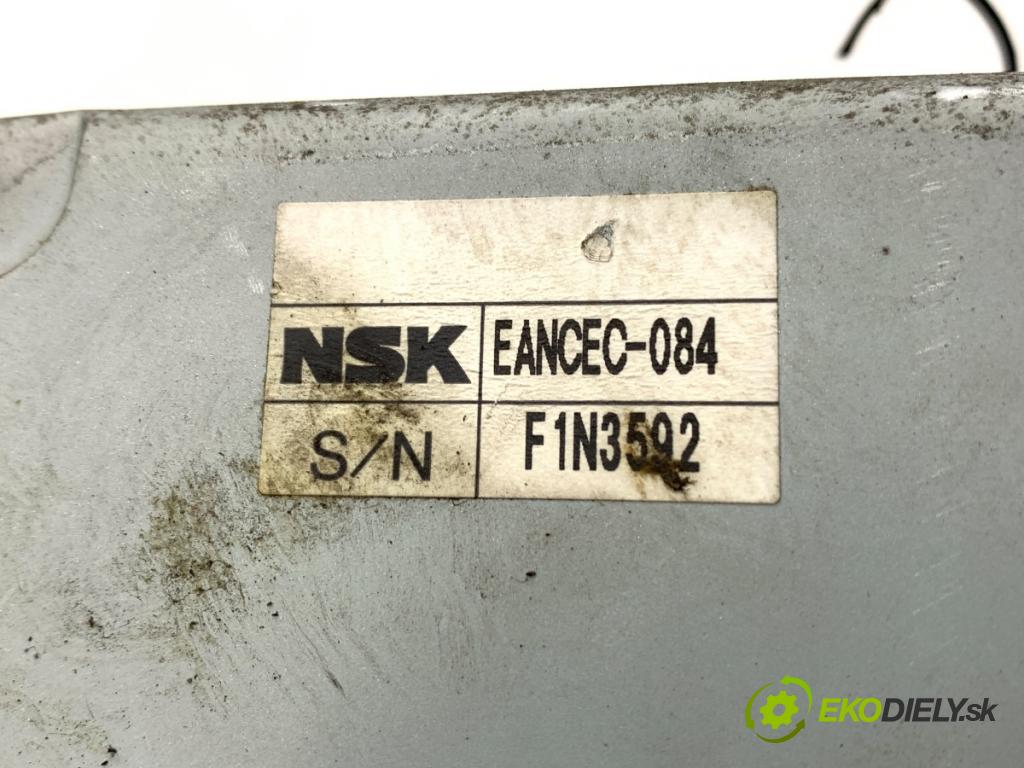 NSK EANCEC-084
S/N F1N3592
EKODIELY.sk